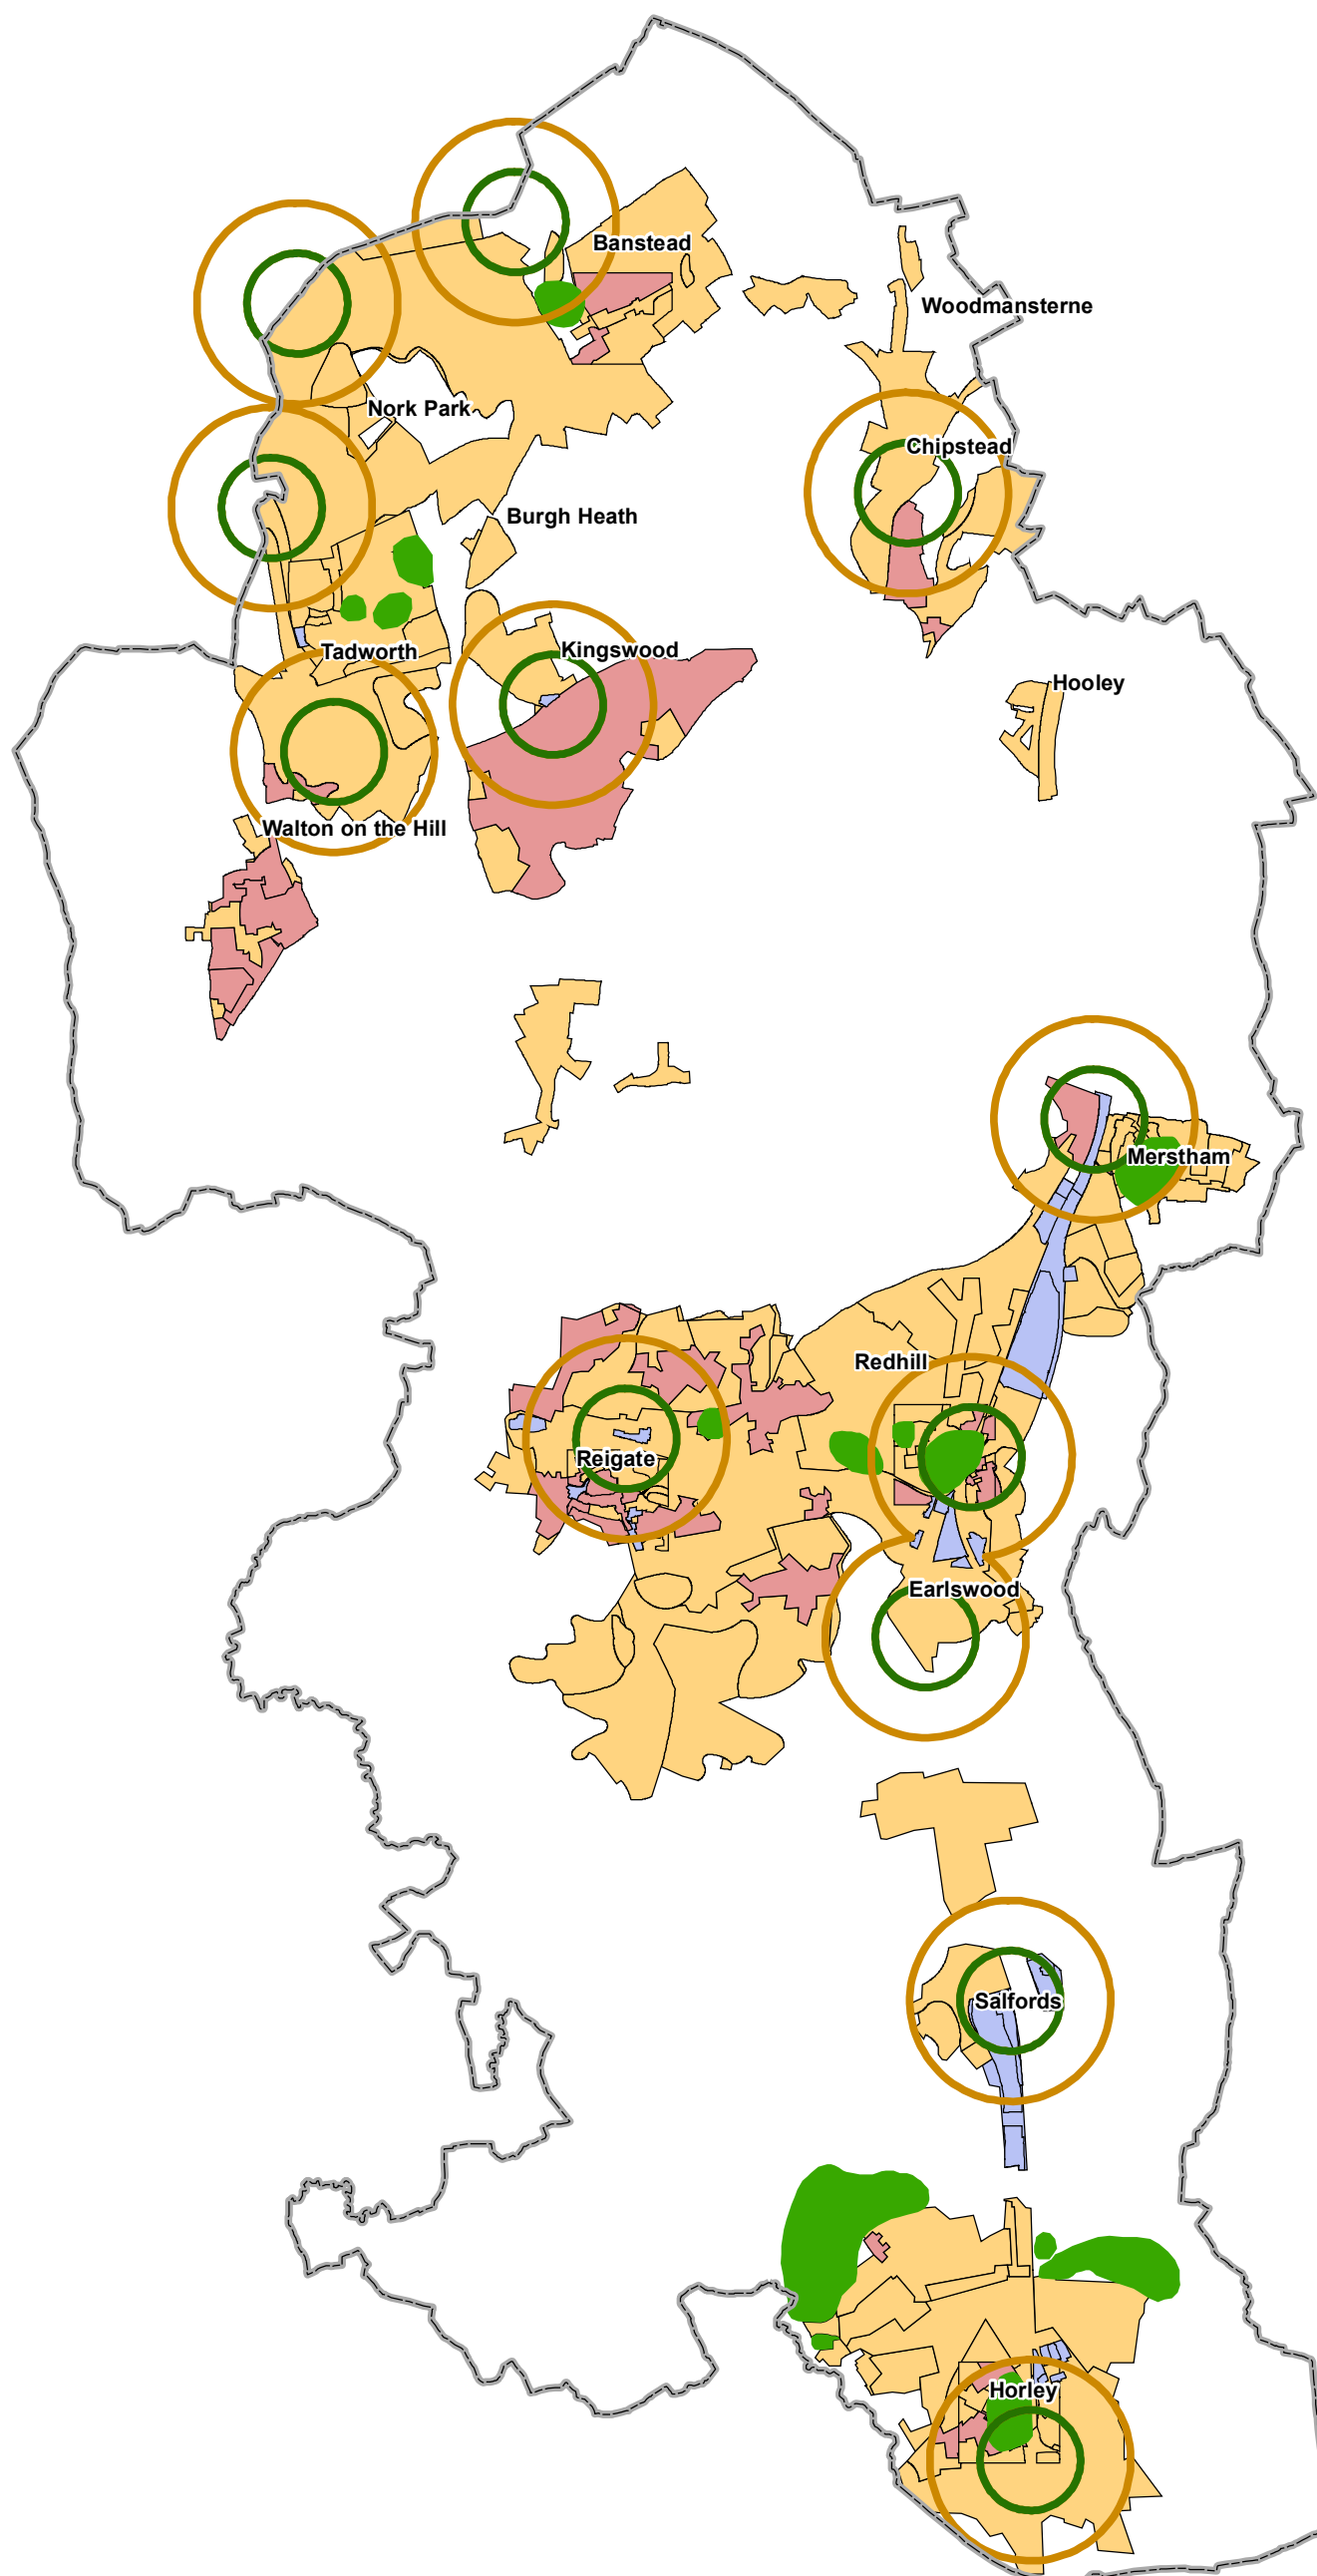 Banstead
Woodmansterne
Nork Park
Chipstead
Burgh Heath
Tadworth
Kingswood
Hooley
Walton on the Hill
Merstham
Redhill
Reigate
Earlswood
Salfords
Horley